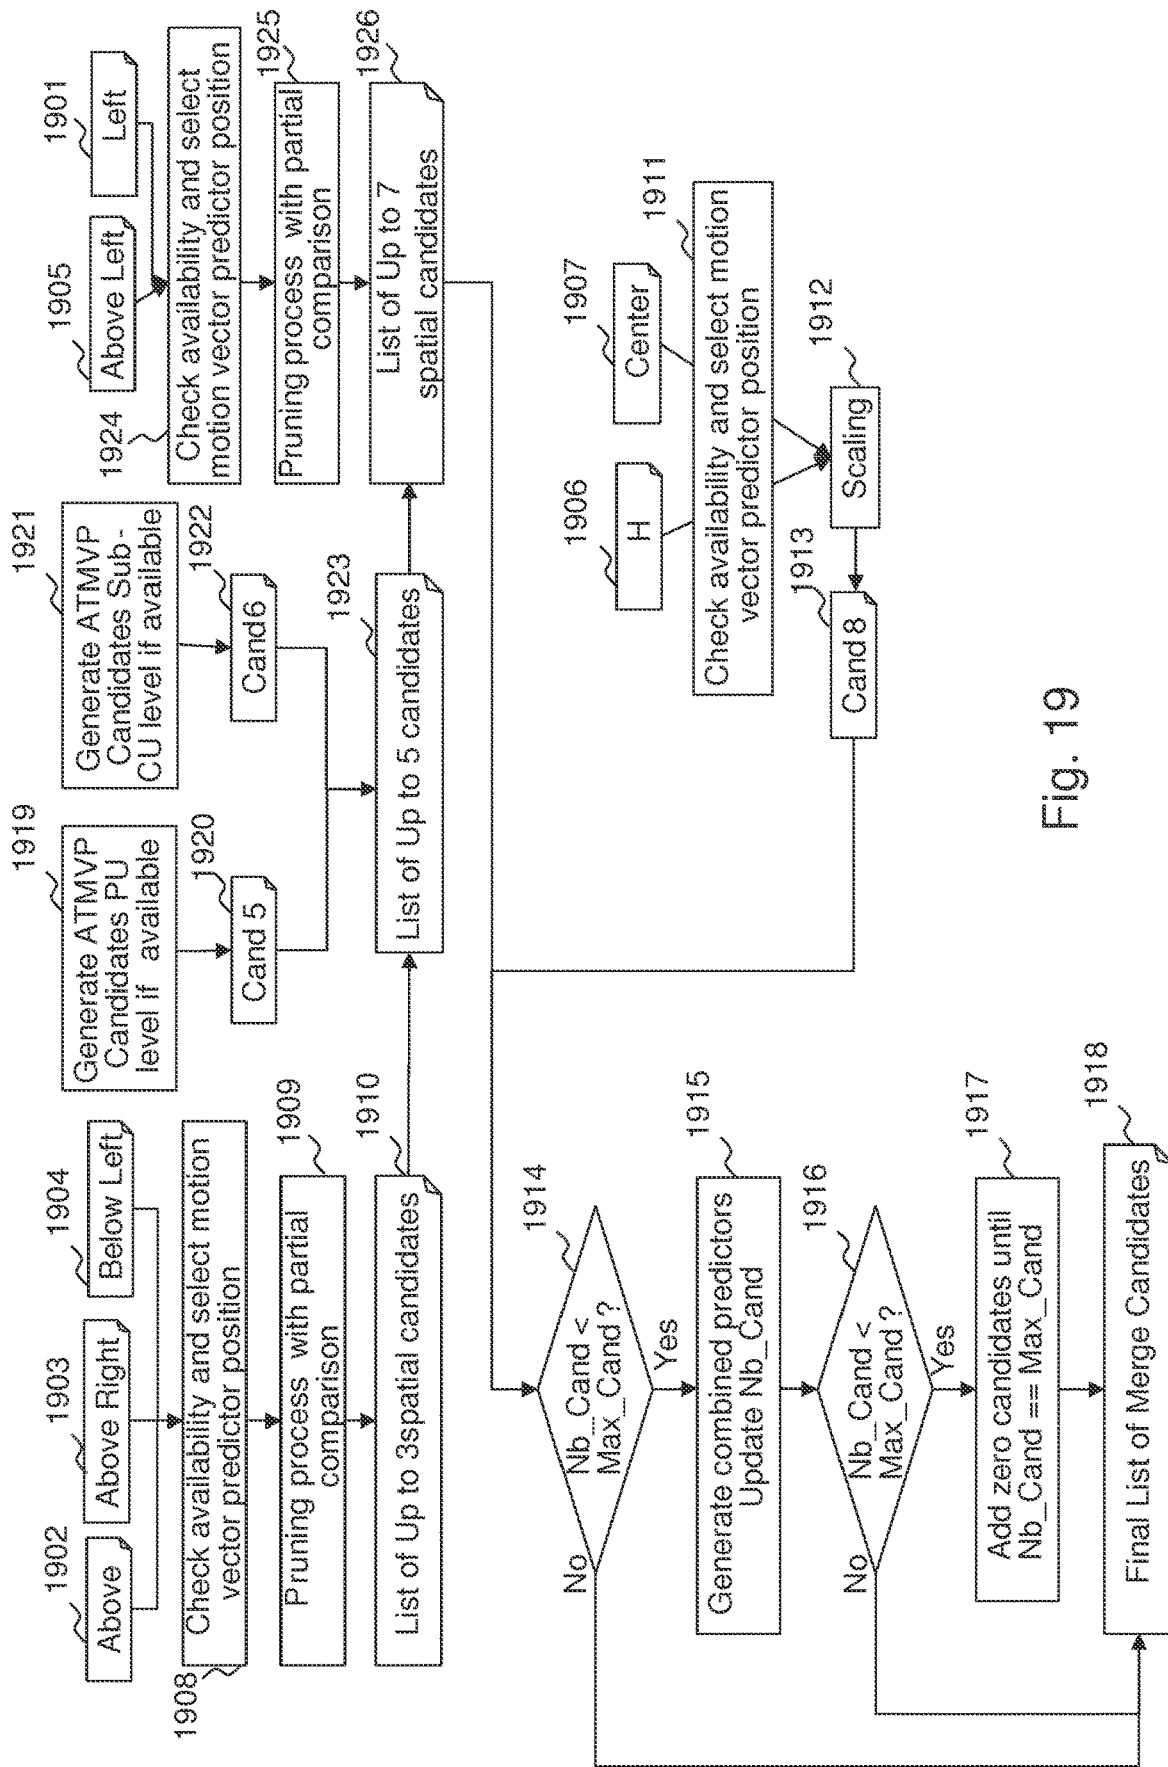 1902
Above
1903
Above Right
1904
Below Left
1908
Check availability and select motion
vector predictor position
1909
Pruning process with partial
comparison
1910
List of Up to 3spatial candidates
1919
Generate ATMVP
Candidates PU
level if available
1920
Cand 5
1921
Generate ATMVP
Candidates Sub-
CU level if available
1922
Cand6
1923
List of Up to 5 candidates
1905
Above Left
1901
Left
1924
Check availability and select
motion vector predictor position
1925
Pruning process with partial
comparison
1926
List of Up to 7
spatial candidates
1914
Nb_Cand <
Max_Cand ?
No
Yes
1915
Generate combined predictors
Update Nb_Cand
1916
Nb_Cand <
Max_Cand ?
No
Yes
1917
Add zero candidates until
Nb_Cand == Max_Cand
1918
Final List of Merge Candidates
1906
H
1907
Center
1911
Check availability and select motion
vector predictor position
1912
Scaling
1913
Cand 8
Fig. 19